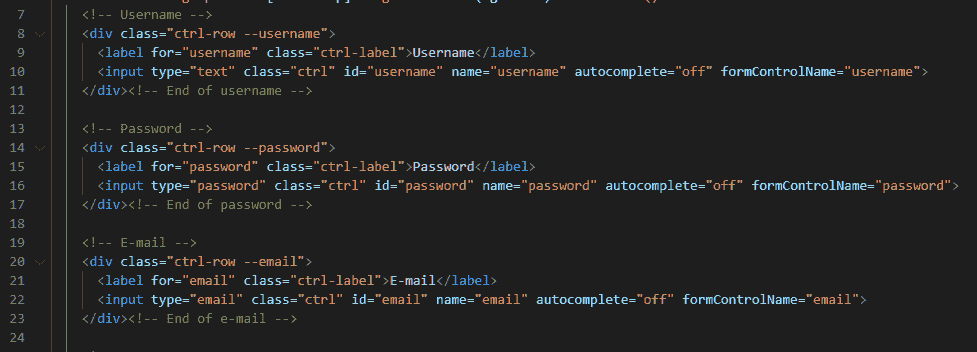 7 <!-- Username -->
8 <div class="ctrl-row --username">
9 <label for="username" class="ctrl-label">Username</label>
10 <input type="text" class="ctrl" id="username" name="username" autocomplete="off" formControlName="username">
11 </div><!-- End of username -->
12
13 <!-- Password -->
14 <div class="ctrl-row --password">
15 <label for="password" class="ctrl-label">Password</label>
16 <input type="password" class="ctrl" id="password" name="password" autocomplete="off" formControlName="password">
17 </div><!-- End of password -->
18
19 <!-- E-mail -->
20 <div class="ctrl-row --email">
21 <label for="email" class="ctrl-label">E-mail</label>
22 <input type="email" class="ctrl" id="email" name="email" autocomplete="off" formControlName="email">
23 </div><!-- End of e-mail -->
24